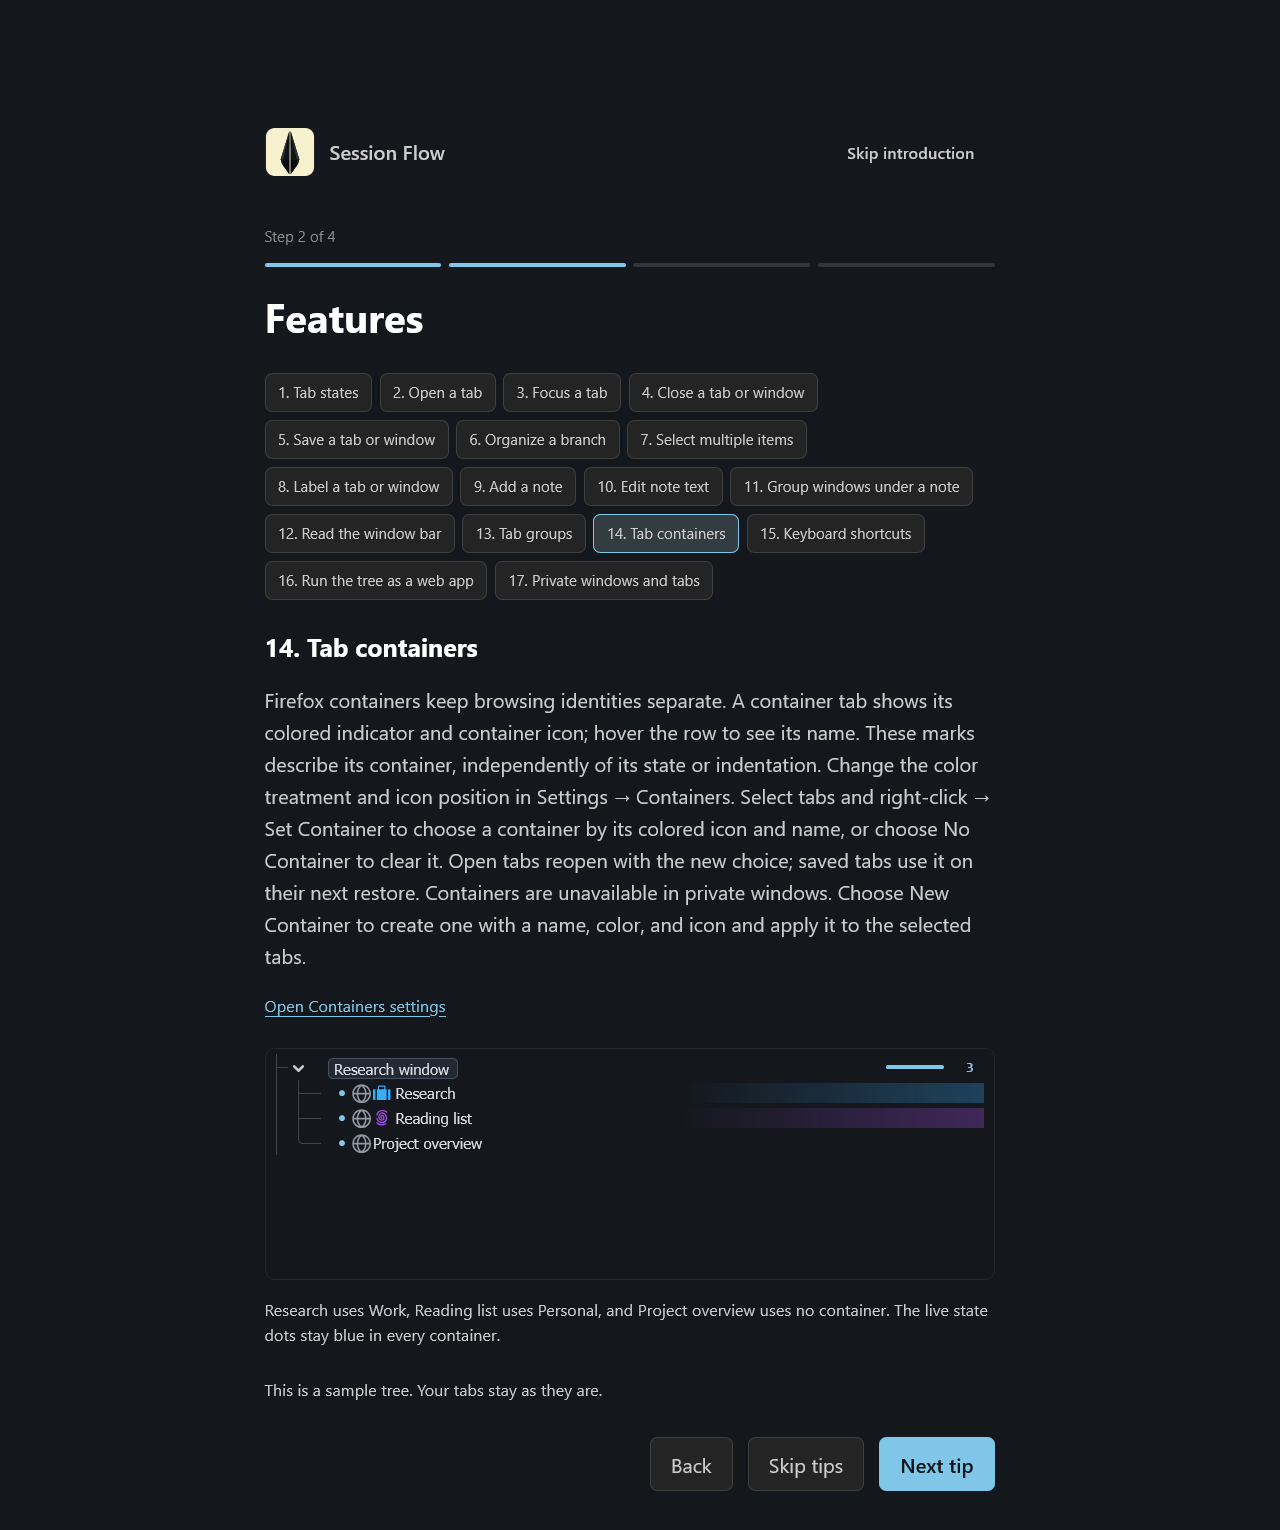 Session Flow
Skip introduction
Step 2 of 4
Features
1. Tab states
2. Open a tab
3. Focus a tab
4. Close a tab or window
5. Save a tab or window
6. Organize a branch
7. Select multiple items
8. Label a tab or window
9. Add a note
10. Edit note text
11. Group windows under a note
12. Read the window bar
13. Tab groups
14. Tab containers
15. Keyboard shortcuts
16. Run the tree as a web app
17. Private windows and tabs
14. Tab containers
Firefox containers keep browsing identities separate. A container tab shows its
colored indicator and container icon; hover the row to see its name. These marks
describe its container, independently of its state or indentation. Change the color
treatment and icon position in Settings → Containers. Select tabs and right-click →
Set Container to choose a container by its colored icon and name, or choose No
Container to clear it. Open tabs reopen with the new choice; saved tabs use it on
their next restore. Containers are unavailable in private windows. Choose New
Container to create one with a name, color, and icon and apply it to the selected
tabs.
Open Containers settings
Research window
3
Research
Reading list
Project overview
Research uses Work, Reading list uses Personal, and Project overview uses no container. The live state
dots stay blue in every container.
This is a sample tree. Your tabs stay as they are.
Back
Skip tips
Next tip